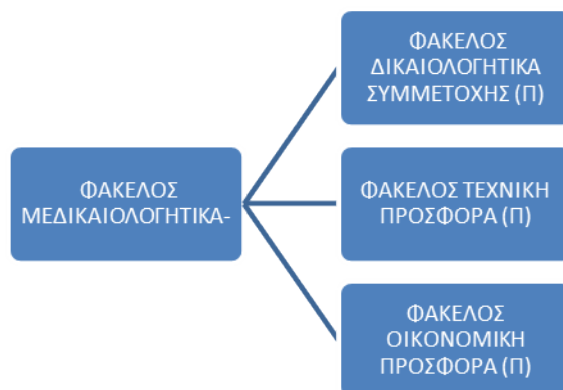 ΦΑΚΕΛΟΣ
ΜΕΔΙΚΑΙΟΛΟΓΗΤΙΚΑ-
ΦΑΚΕΛΟΣ
ΔΙΚΑΙΟΛΟΓΗΤΙΚΑ
ΣΥΜΜΕΤΟΧΗΣ (Π)
ΦΑΚΕΛΟΣ ΤΕΧΝΙΚΗ
ΠΡΟΣΦΟΡΑ (Π)
ΦΑΚΕΛΟΣ
ΟΙΚΟΝΟΜΙΚΗ
ΠΡΟΣΦΟΡΑ (Π)